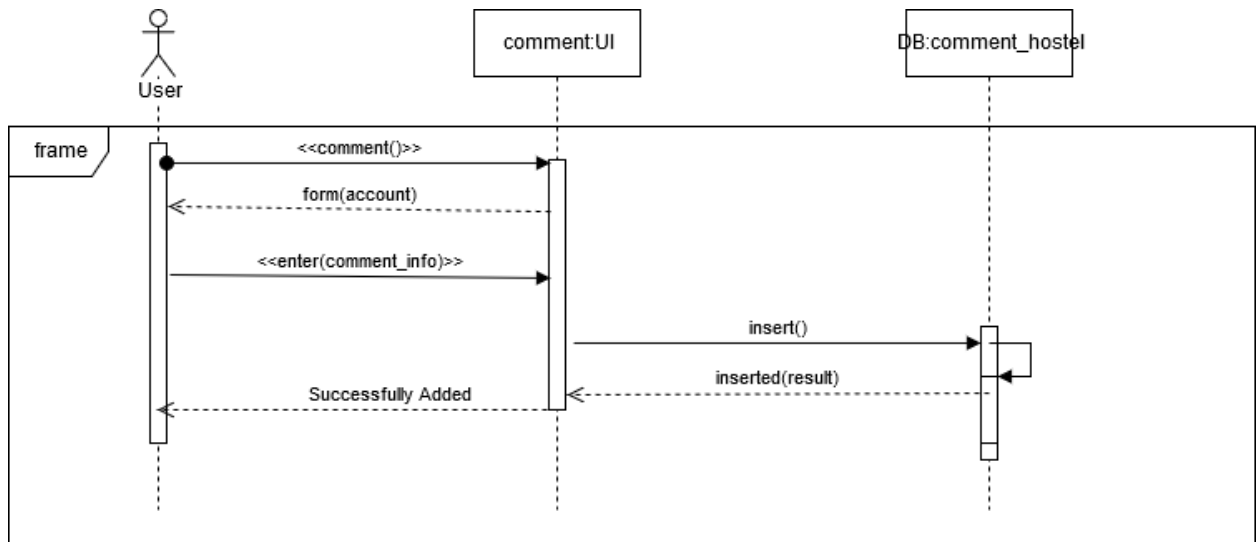 User
comment:UI
DB:comment_hostel
frame
<<comment()>>
form(account)
<<enter(comment_info)>>
insert()
inserted(result)
Successfully Added